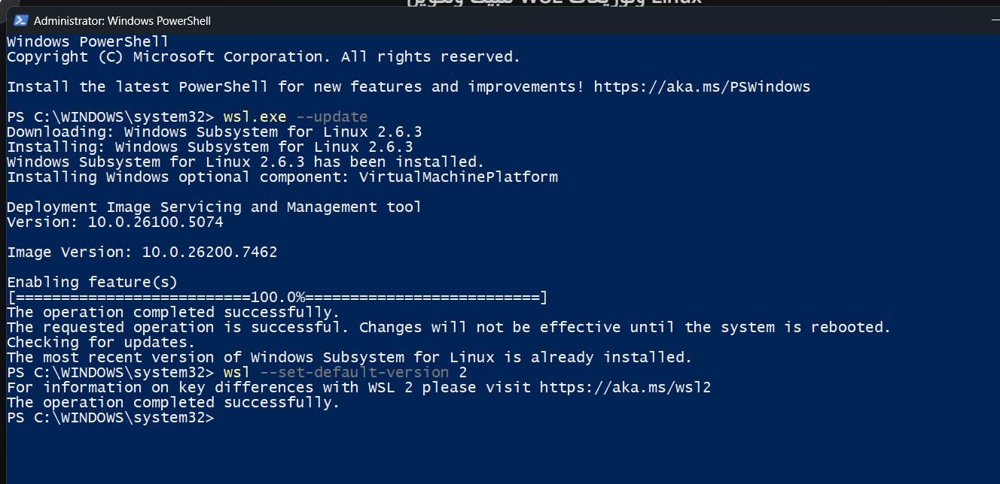 Linux وتوزيعات WSL تثبيت وتكوين
Administrator: Windows PowerShell
Windows PowerShell
Copyright (C) Microsoft Corporation. All rights reserved.
Install the latest PowerShell for new features and improvements! https://aka.ms/PSWindows
PS C:\WINDOWS\system32> wsl.exe --update
Downloading: Windows Subsystem for Linux 2.6.3
Installing: Windows Subsystem for Linux 2.6.3
Windows Subsystem for Linux 2.6.3 has been installed.
Installing Windows optional component: VirtualMachinePlatform
Deployment Image Servicing and Management tool
Version: 10.0.26100.5074
Image Version: 10.0.26200.7462
Enabling feature(s)
[==========================100.0%==========================]
The operation completed successfully.
The requested operation is successful. Changes will not be effective until the system is rebooted.
Checking for updates.
The most recent version of Windows Subsystem for Linux is already installed.
PS C:\WINDOWS\system32> wsl --set-default-version 2
For information on key differences with WSL 2 please visit https://aka.ms/wsl2
The operation completed successfully.
PS C:\WINDOWS\system32>